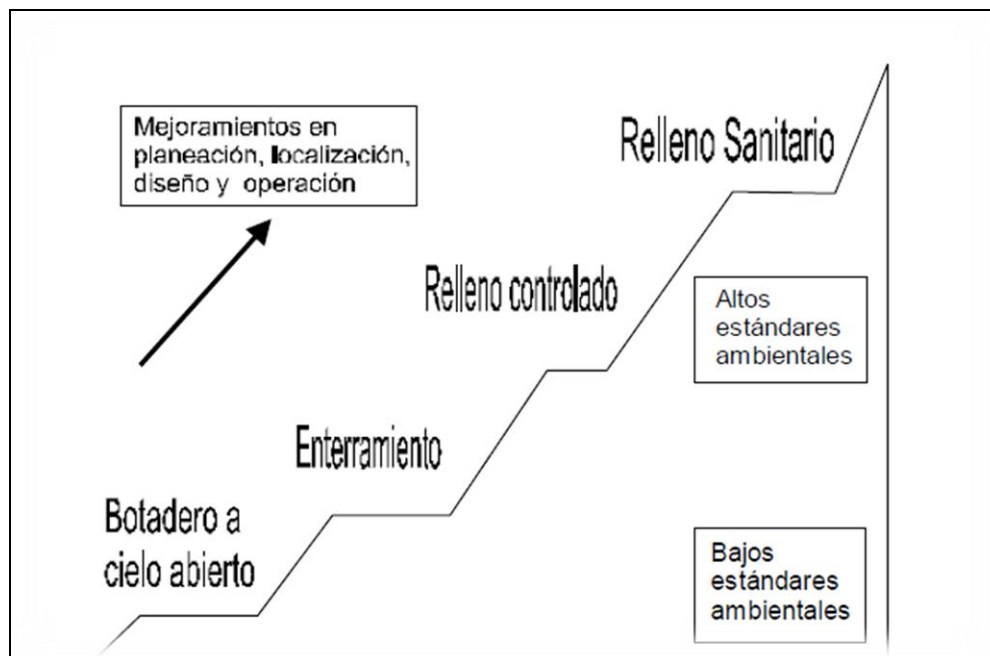 Mejoramientos en
planeación, localización,
diseño y operación
Relleno Sanitario
Relleno controlado
Altos
estándares
ambientales
Enterramiento
Botadero a
cielo abierto
Bajos
estándares
ambientales